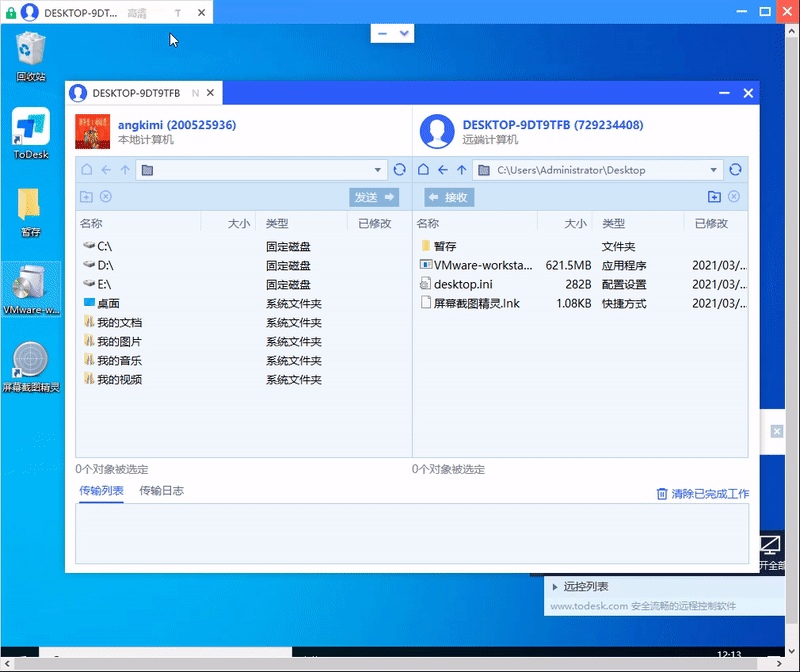 DESKTOP-9DT... 高清 T
回收站
ToDesk
暂存
VMware-w...
屏幕截图精灵
DESKTOP-9DT9TFB N
angkimi (200525936)
本地计算机
DESKTOP-9DT9TFB (729234408)
远端计算机
C:\Users\Administrator\Desktop
发送
接收
名称 大小 类型 已修改
C:\ 固定磁盘
D:\ 固定磁盘
E:\ 固定磁盘
桌面 系统文件夹
我的文档 系统文件夹
我的图片 系统文件夹
我的音乐 系统文件夹
我的视频 系统文件夹
名称 大小 类型 已修改
暂存 文件夹
VMware-worksta... 621.5MB 应用程序 2021/03/...
desktop.ini 282B 配置设置 2021/03/...
屏幕截图精灵.lnk 1.08KB 快捷方式 2021/03/...
0个对象被选定
0个对象被选定
传输列表 传输日志
清除已完成工作
开全部
远控列表
www.todesk.com 安全流畅的远程控制软件
12:13